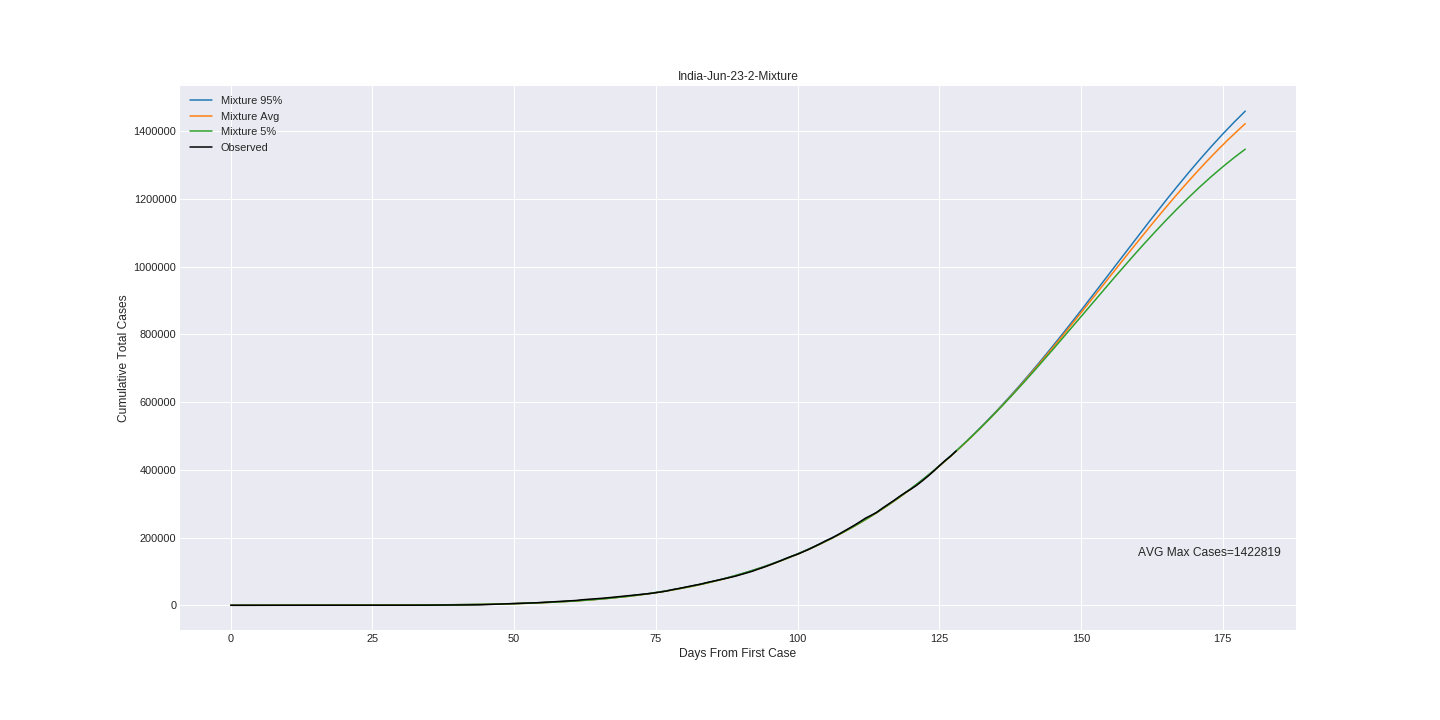 India-Jun-23-2-Mixture
Mixture 95%
Mixture Avg
Mixture 5%
Observed
1400000
1200000
1000000
800000
600000
400000
200000
0
Cumulative Total Cases
AVG Max Cases=1422819
0 25 50 75 100 125 150 175
Days From First Case